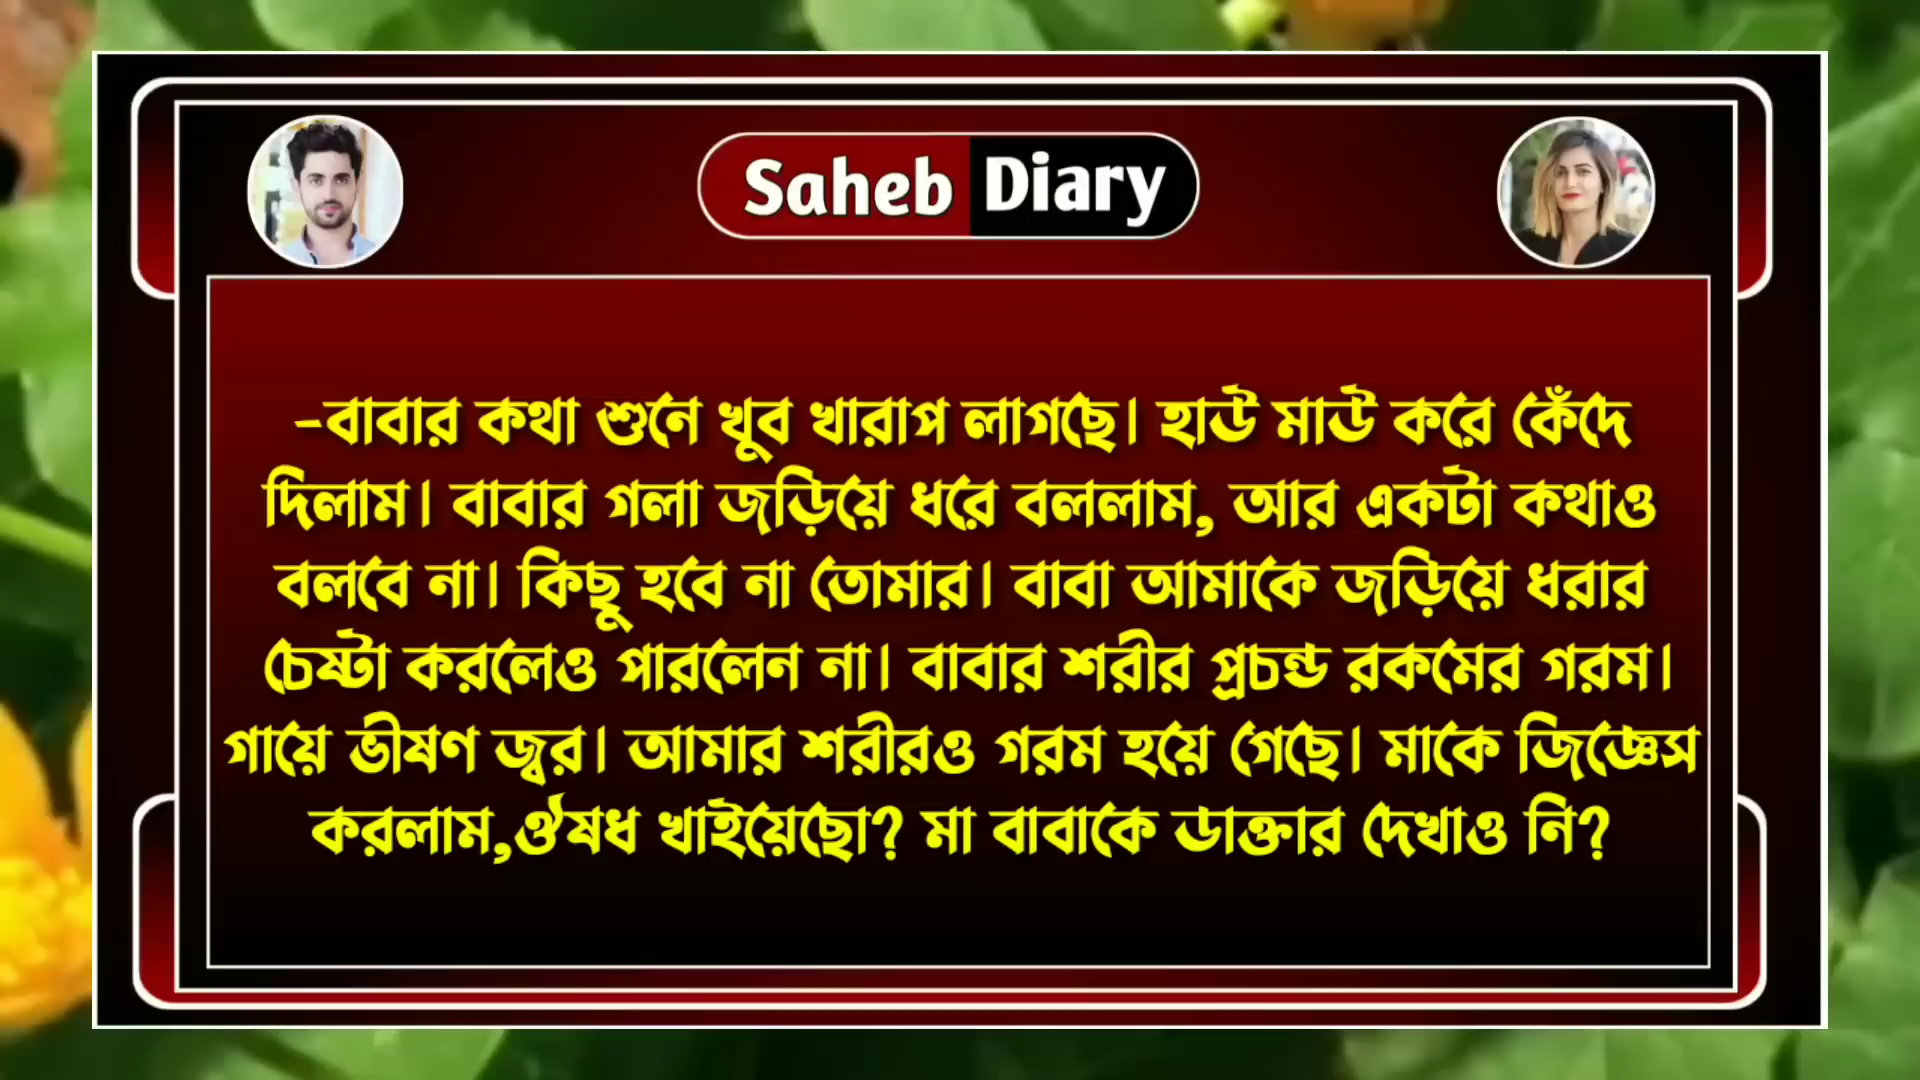 Saheb Diary
-বাবার কথা শুনে খুব খারাপ লাগছে। হাউ মাউ করে কেঁদে
দিলাম। বাবার গলা জড়িয়ে ধরে বললাম, আর একটা কথাও
বলবে না। কিছু হবে না তোমার। বাবা আমাকে জড়িয়ে ধরার
চেষ্টা করলেও পারলেন না। বাবার শরীর প্রচন্ড রকমের গরম।
গায়ে ভীষণ জ্বর। আমার শরীরও গরম হয়ে গেছে। মাকে জিজ্ঞেস
করলাম,ঔষধ খাইয়েছো? মা বাবাকে ডাক্তার দেখাও নি?